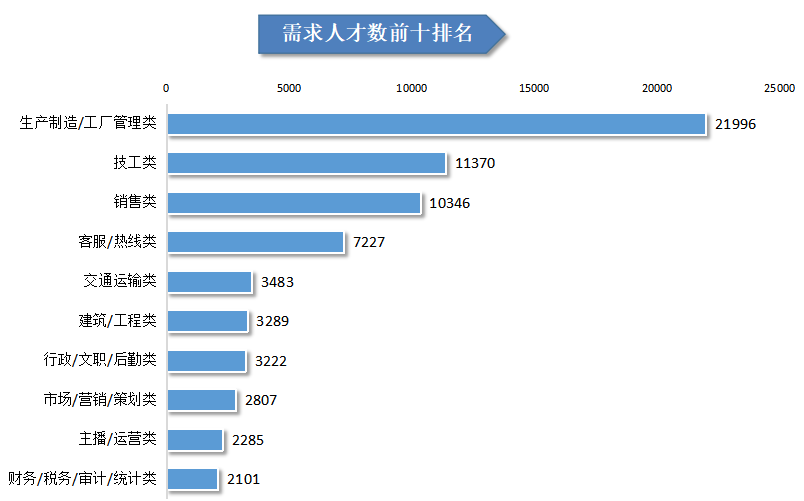 需求人才数前十排名
0 5000 10000 15000 20000 25000
生产制造/工厂管理类 21996
技工类 11370
销售类 10346
客服/热线类 7227
交通运输类 3483
建筑/工程类 3289
行政/文职/后勤类 3222
市场/营销/策划类 2807
主播/运营类 2285
财务/税务/审计/统计类 2101